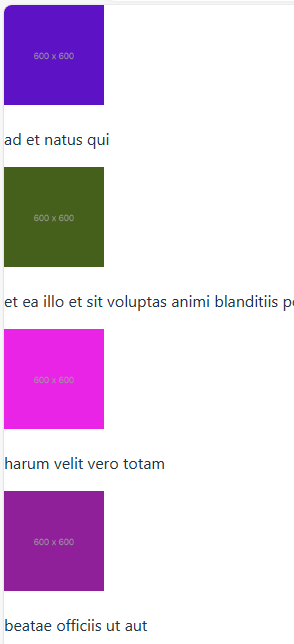 600 x 600
ad et natus qui
600 x 600
et ea illo et sit voluptas animi blanditiis
600 x 600
harum velit vero totam
600 x 600
beatae officiis ut aut